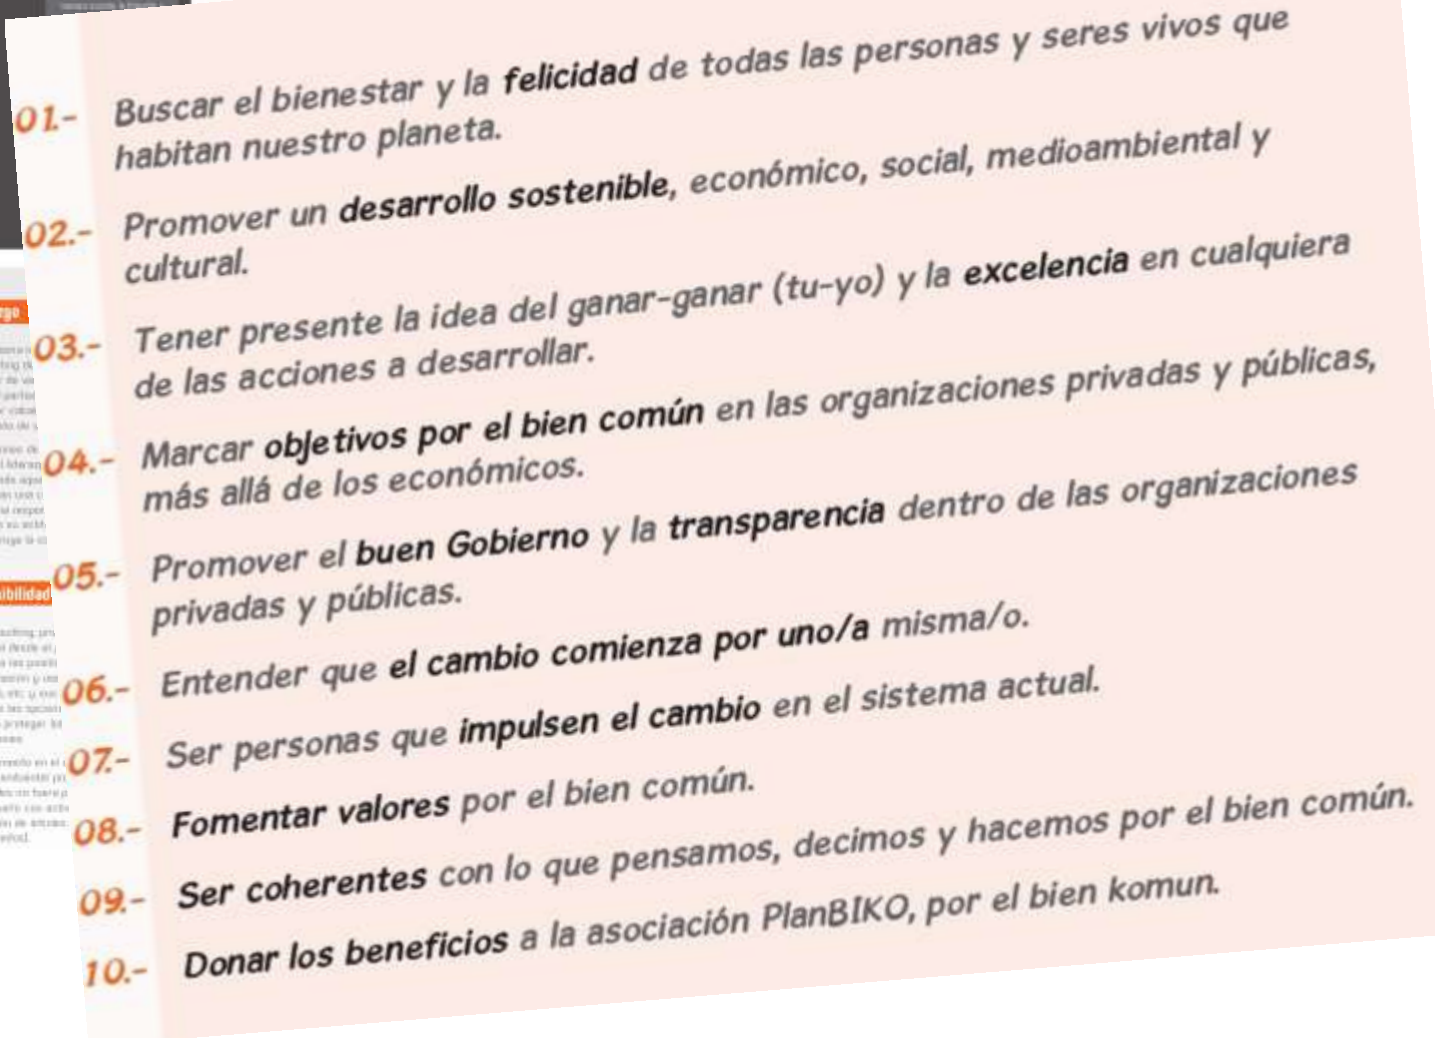 01.- Buscar el bienestar y la felicidad de todas las personas y seres vivos que
habitan nuestro planeta.
02.- Promover un desarrollo sostenible, económico, social, medioambiental y
cultural.
03.- Tener presente la idea del ganar-ganar (tu-yo) y la excelencia en cualquiera
de las acciones a desarrollar.
04.- Marcar objetivos por el bien común en las organizaciones privadas y públicas,
más allá de los económicos.
05.- Promover el buen Gobierno y la transparencia dentro de las organizaciones
privadas y públicas.
06.- Entender que el cambio comienza por uno/a misma/o.
07.- Ser personas que impulsen el cambio en el sistema actual.
08.- Fomentar valores por el bien común.
09.- Ser coherentes con lo que pensamos, decimos y hacemos por el bien común.
10.- Donar los beneficios a la asociación PlanBIKO, por el bien komun.